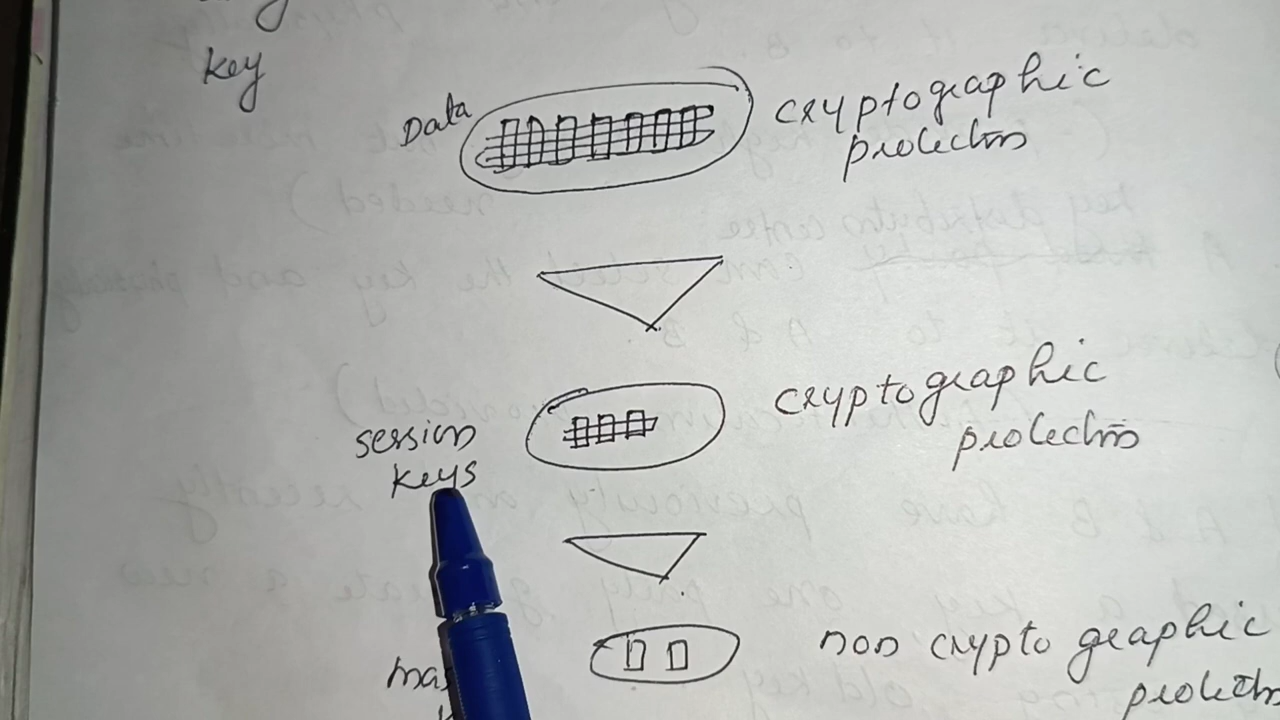 key
Data
cryptographic
protection
session
keys
cryptographic
protection
non cryptographic
protection